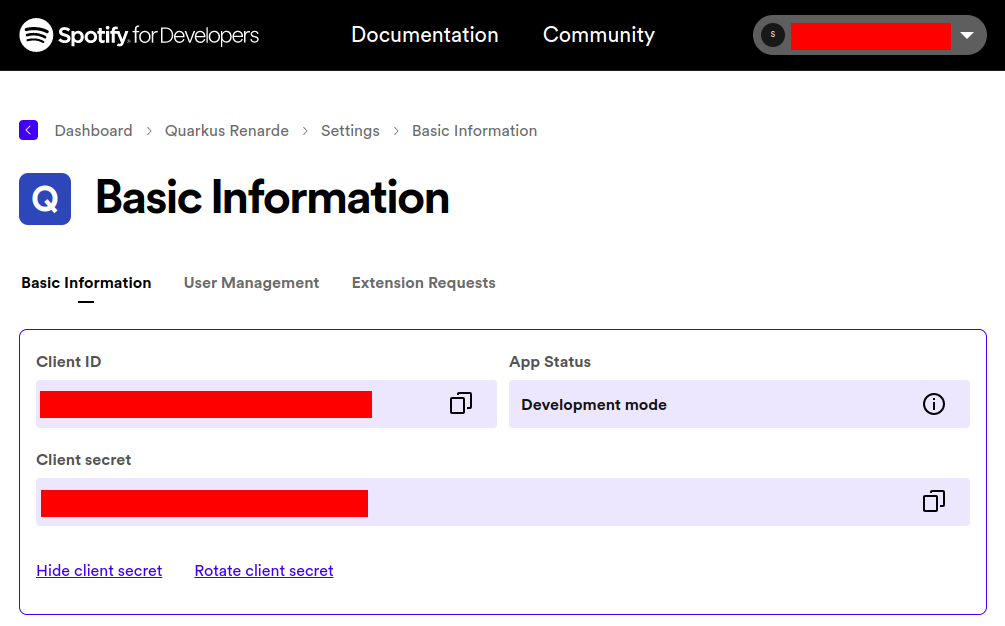 Spotify for Developers Documentation Community S
Dashboard > Quarkus Renarde > Settings > Basic Information
Q Basic Information
Basic Information User Management Extension Requests
Client ID App Status
Development mode
Client secret
Hide client secret Rotate client secret